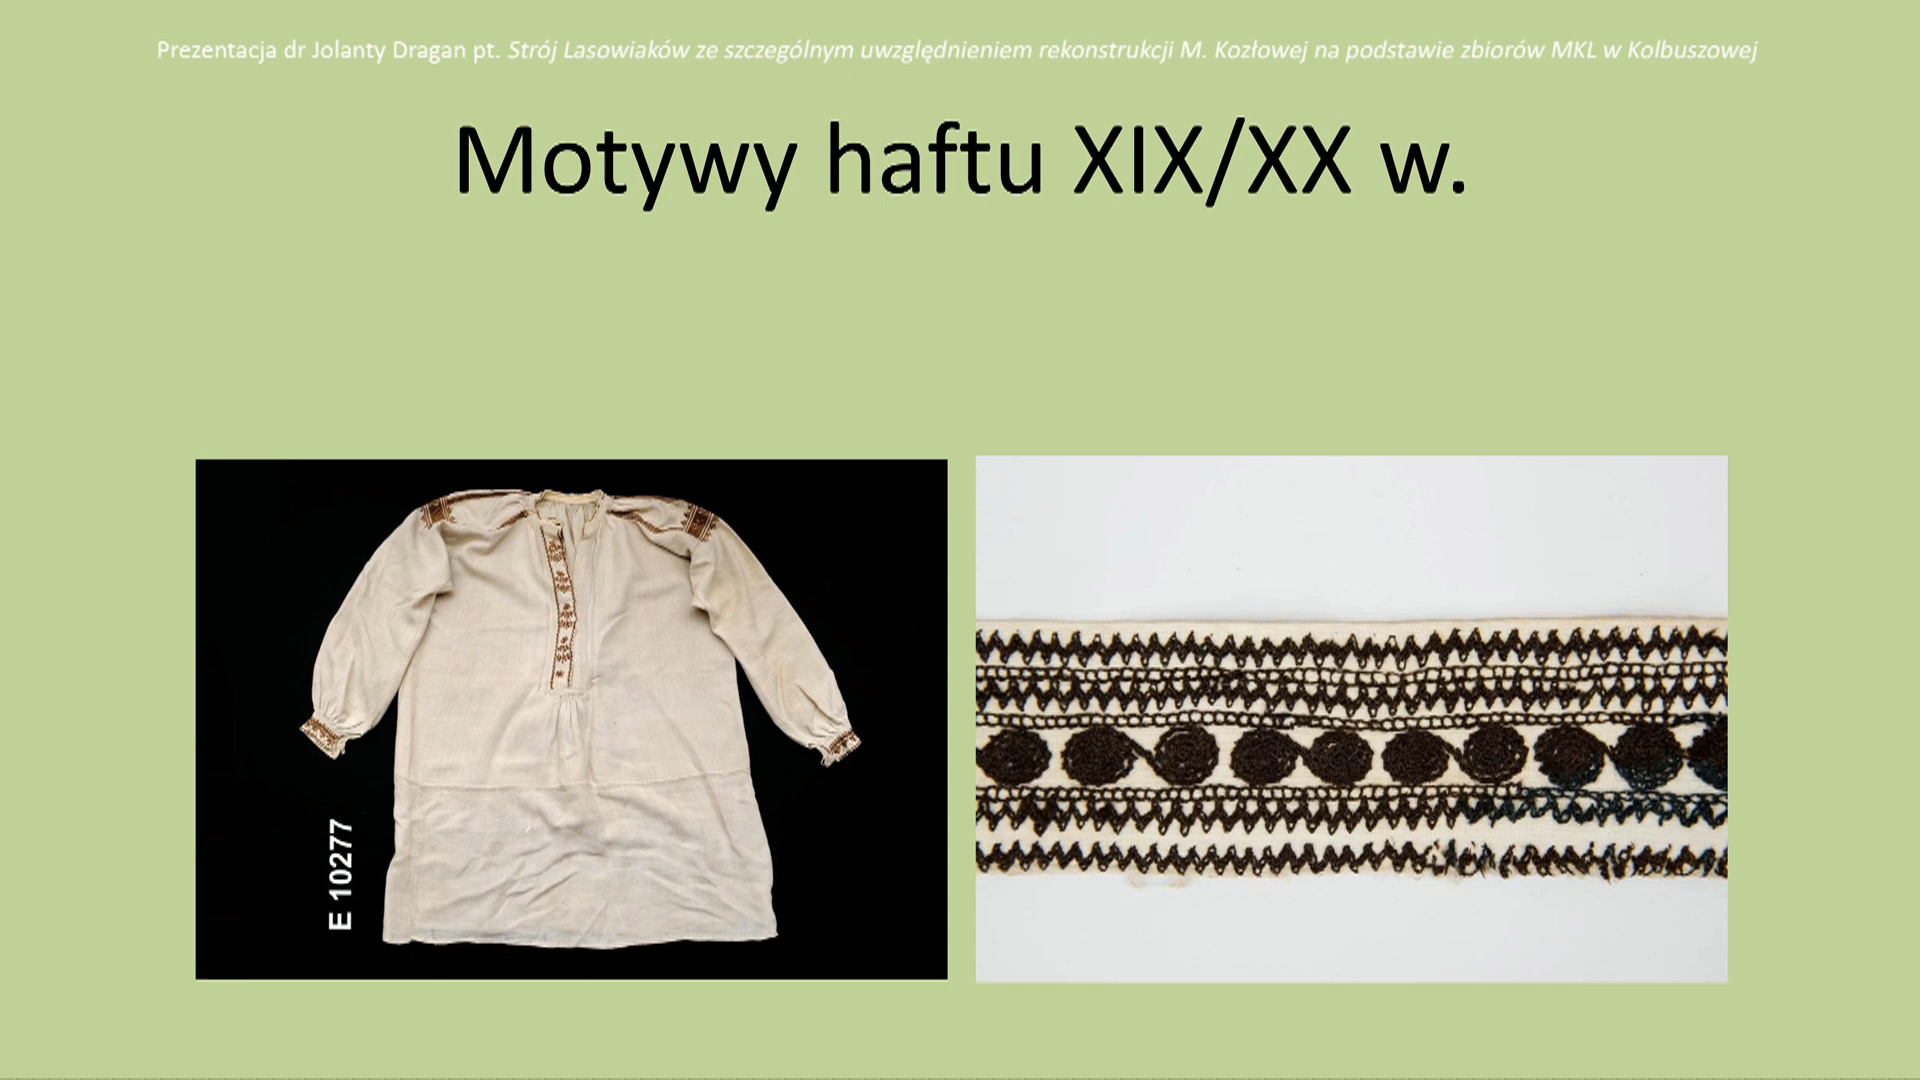 Prezentacja dr Jolanty Dragan pt. Strój Lasowiaków ze szczególnym uwzględnieniem rekonstrukcji M. Kozłowej na podstawie zbiorów MKL w Kolbuszowej
Motywy haftu XIX/XX w.
E 10277